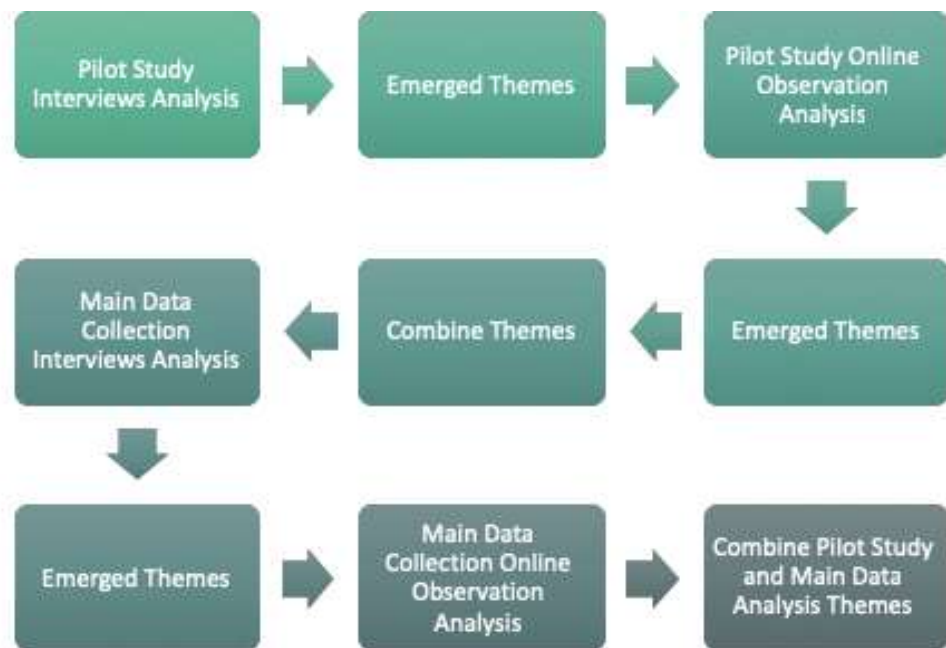 Pilot Study
Interviews Analysis
Emerged Themes
Pilot Study Online
Observation
Analysis
Emerged Themes
Combine Themes
Main Data
Collection
Interviews Analysis
Emerged Themes
Main Data
Collection Online
Observation
Analysis
Combine Pilot Study
and Main Data
Analysis Themes